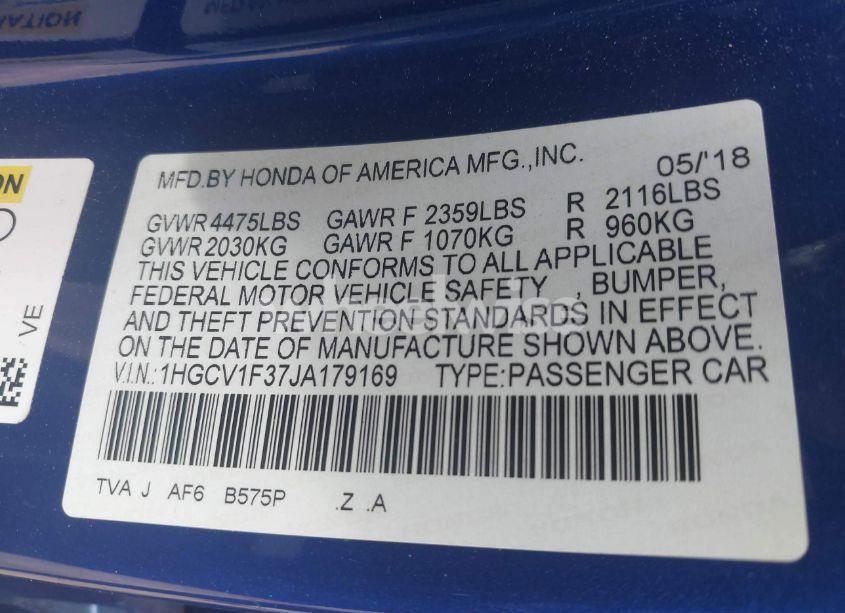 MFD.BY HONDA OF AMERICA MFG.,INC. 05/'18
GVWR 4475LBS GAWR F 2359LBS R 2116LBS
GVWR 2030KG GAWR F 1070KG R 960KG
THIS VEHICLE CONFORMS TO ALL APPLICABLE
FEDERAL MOTOR VEHICLE SAFETY , BUMPER,
AND THEFT PREVENTION STANDARDS IN EFFECT
ON THE DATE OF MANUFACTURE SHOWN ABOVE.
V.I.N.:1HGCV1F37JA179169 TYPE:PASSENGER CAR
TVA J AF6 B575P .Z .A
VE